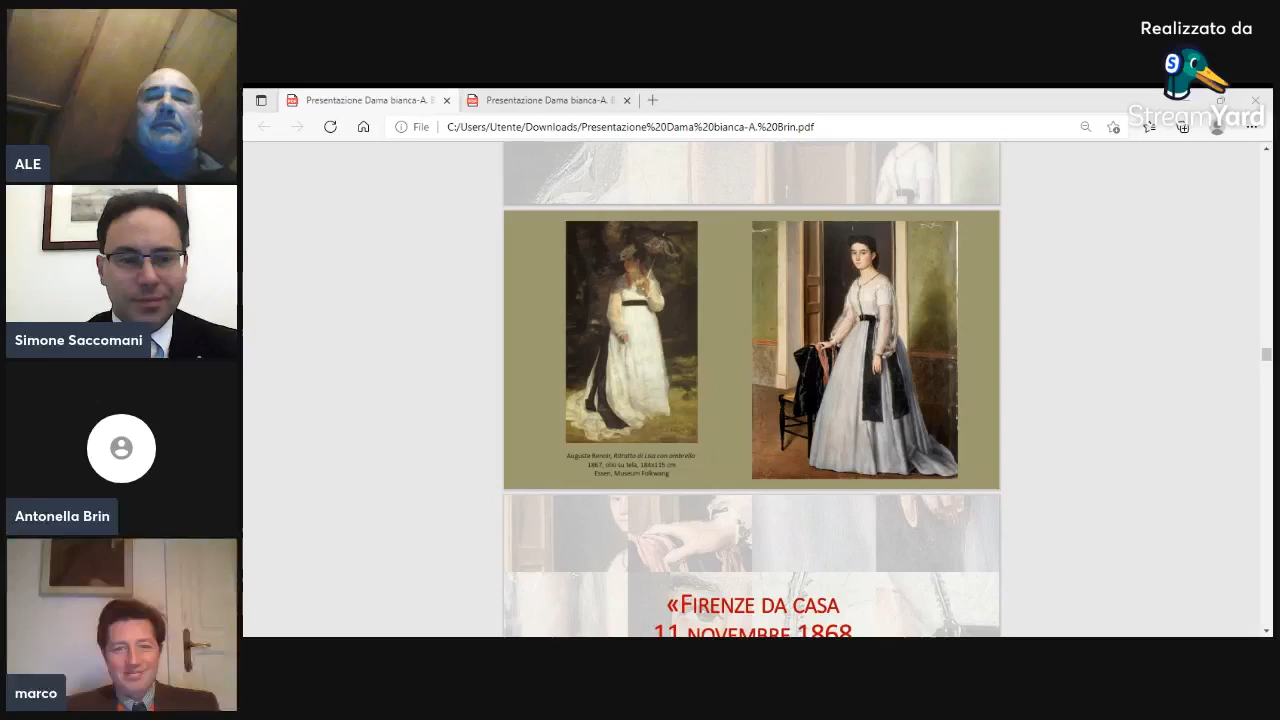 Realizzato da
StreamYard
Presentazione Dama bianca-A. B
Presentazione Dama bianca-A. B
File
C:/Users/Utente/Downloads/Presentazione%20Dama%20bianca-A.%20Brin.pdf
ALE
Simone Saccomani
Antonella Brin
marco
Auguste Renoir, Ritratto di Lisa con ombrello
1867, olio su tela, 184x115 cm
Essen, Museum Folkwang
«FIRENZE DA CASA
11 NOVEMBRE 1868